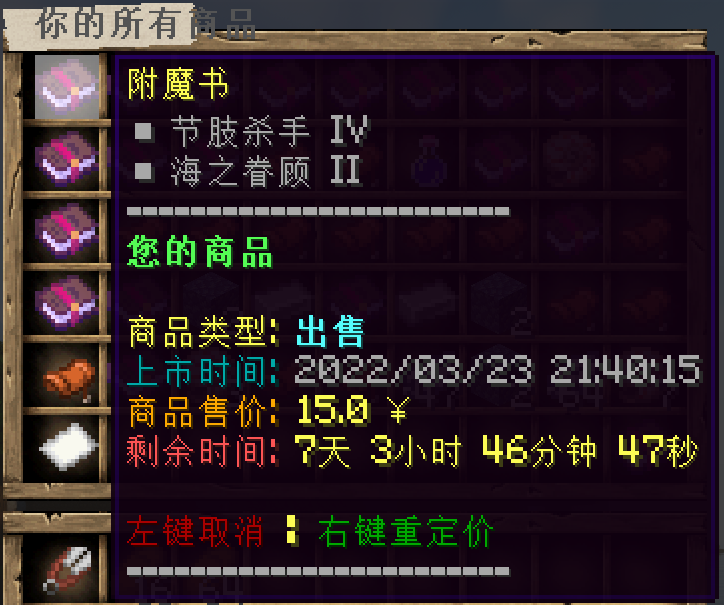 你的所有商品
附魔书
▪ 节肢杀手 IV
▪ 海之眷顾 II
------------------------
您的商品
商品类型: 出售
上市时间: 2022/03/23 21:40:15
商品售价: 15.0 ¥
剩余时间: 7天 3小时 46分钟 47秒
左键取消 : 右键重定价
------------------------